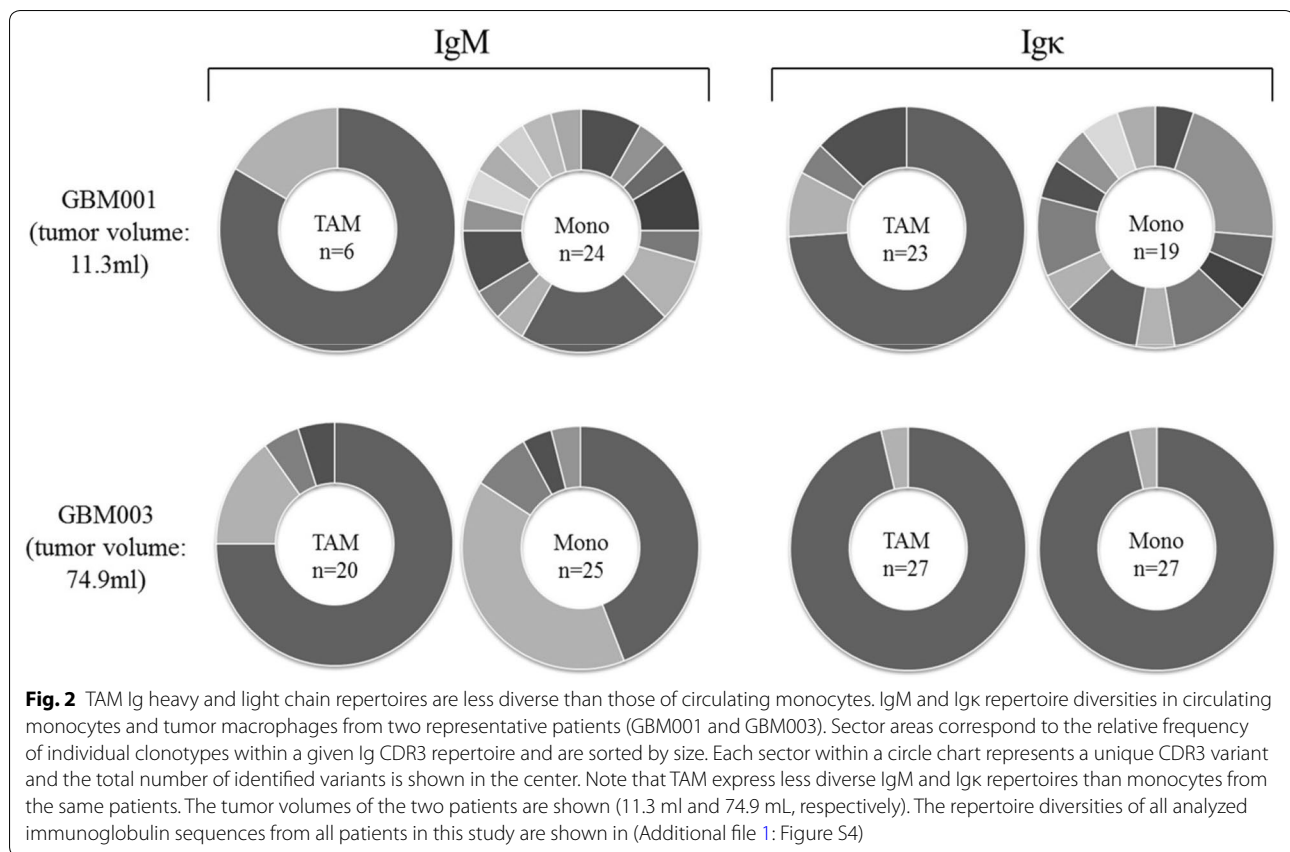 IgM
Igκ
GBM001
(tumor volume:
11.3ml)
TAM
n=6
Mono
n=24
TAM
n=23
Mono
n=19
GBM003
(tumor volume:
74.9ml)
TAM
n=20
Mono
n=25
TAM
n=27
Mono
n=27
Fig. 2 TAM Ig heavy and light chain repertoires are less diverse than those of circulating monocytes. IgM and Igκ repertoire diversities in circulating
monocytes and tumor macrophages from two representative patients (GBM001 and GBM003). Sector areas correspond to the relative frequency
of individual clonotypes within a given Ig CDR3 repertoire and are sorted by size. Each sector within a circle chart represents a unique CDR3 variant
and the total number of identified variants is shown in the center. Note that TAM express less diverse IgM and Igκ repertoires than monocytes from
the same patients. The tumor volumes of the two patients are shown (11.3 ml and 74.9 mL, respectively). The repertoire diversities of all analyzed
immunoglobulin sequences from all patients in this study are shown in (Additional file 1: Figure S4)